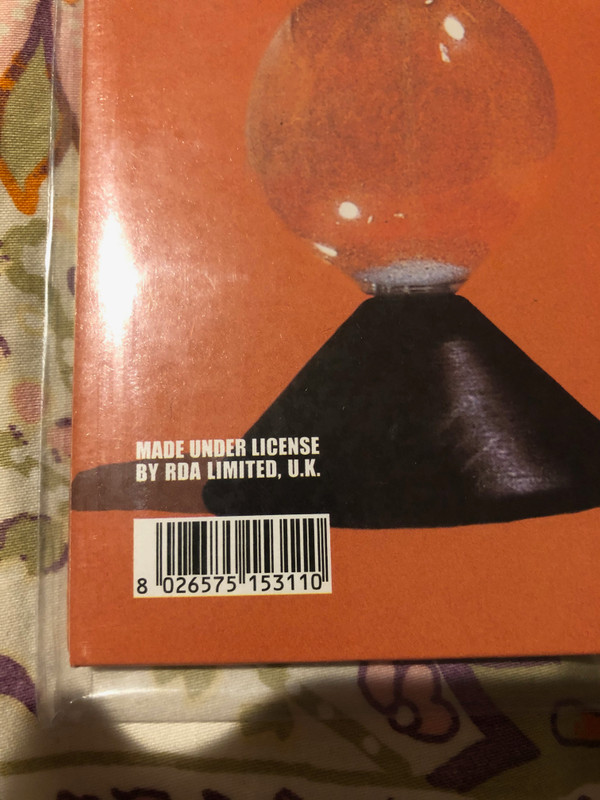 MADE UNDER LICENSE
BY RDA LIMITED, U.K.
8 026575 153110